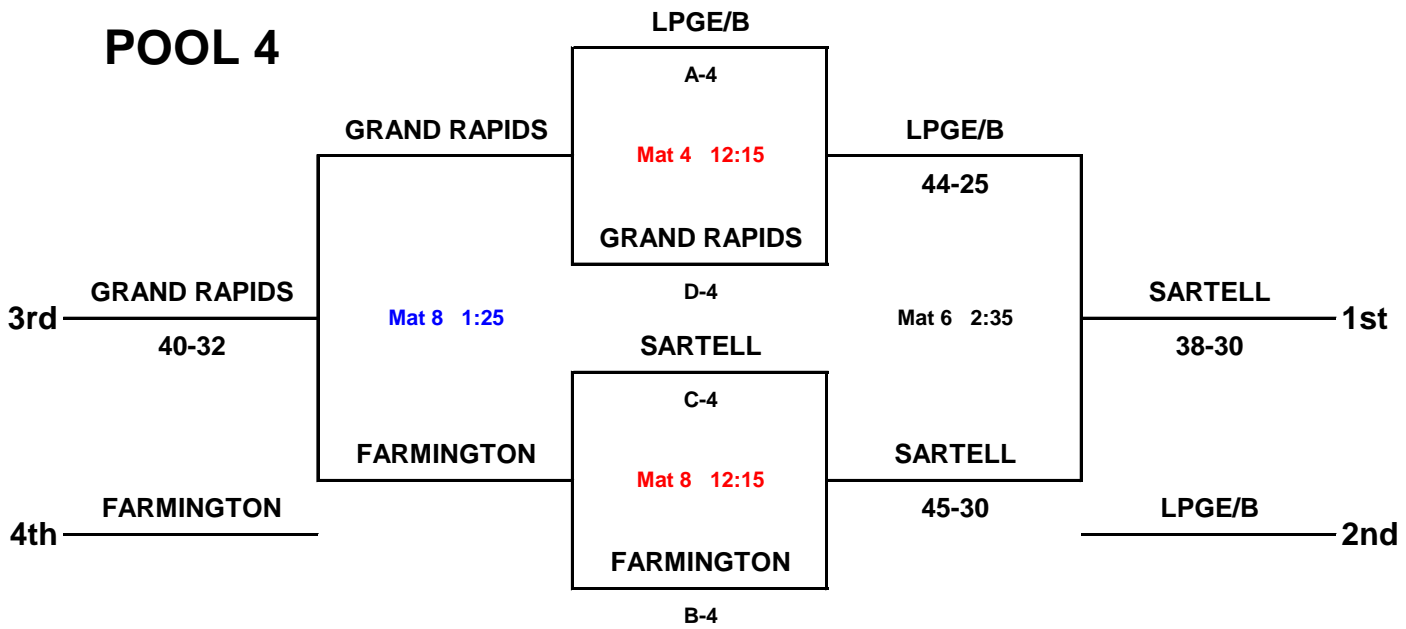 LPGE/B
POOL 4
A-4
GRAND RAPIDS
LPGE/B
Mat 4 12:15
44-25
GRAND RAPIDS
D-4
GRAND RAPIDS
SARTELL
3rd
Mat 8 1:25
Mat 6 2:35
1st
40-32
SARTELL
38-30
C-4
FARMINGTON
SARTELL
Mat 8 12:15
FARMINGTON
45-30
LPGE/B
4th
2nd
FARMINGTON
B-4